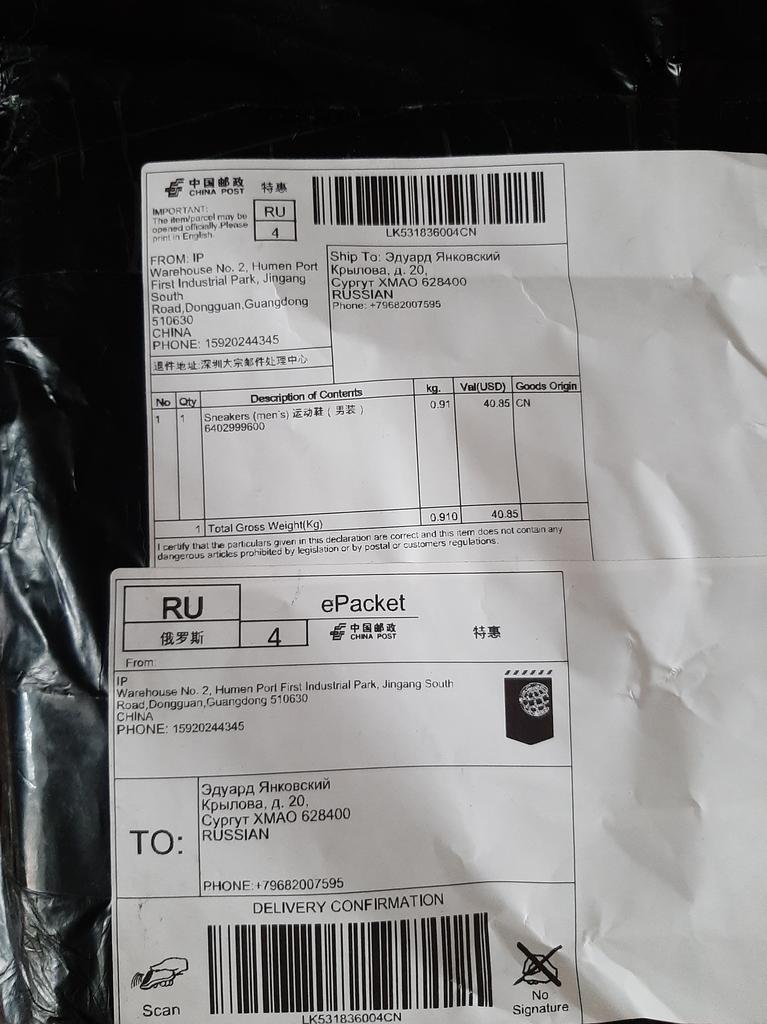 中国邮政
CHINA POST
特惠
IMPORTANT:
The item/parcel may be
opened officially.Please
print in English.
RU
4
LK531836004CN
FROM: IP
Warehouse No. 2, Humen Port
First Industrial Park, Jingang
South
Road,Dongguan,Guangdong
510630
CHINA
PHONE: 15920244345
退件地址:深圳大宗邮件处理中心
Ship To: Эдуард Янковский
Крылова, д. 20,
Сургут ХМАО 628400
RUSSIAN
Phone: +79682007595
No Qty Description of Contents kg. Val(USD) Goods Origin
1 1 Sneakers (men's) 运动鞋 ( 男装 ) 0.91 40.85 CN
6402999600
1 Total Gross Weight(Kg) 0.910 40.85
I certify that the particulars given in this declaration are correct and this item does not contain any
dangerous articles prohibited by legislation or by postal or customers regulations.
RU
俄罗斯
4
ePacket
中国邮政
CHINA POST
特惠
From:
IP
Warehouse No. 2, Humen Port First Industrial Park, Jingang South
Road,Dongguan,Guangdong 510630
CHINA
PHONE: 15920244345
TO:
Эдуард Янковский
Крылова, д. 20,
Сургут ХМАО 628400
RUSSIAN
PHONE:+79682007595
DELIVERY CONFIRMATION
Scan
LK531836004CN
No
Signature